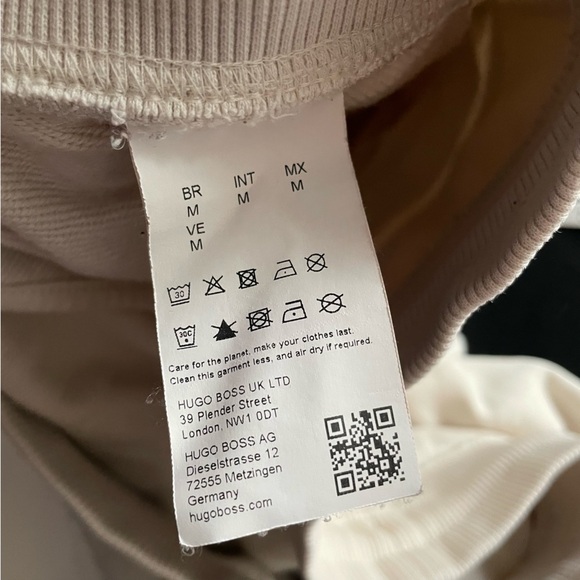 BR INT MX
M M M
VE
M
30
30C
Care for the planet, make your clothes last.
Clean this garment less, and air dry if required.
HUGO BOSS UK LTD
39 Plender Street
London, NW1 0DT
HUGO BOSS AG
Dieselstrasse 12
72555 Metzingen
Germany
hugoboss.com